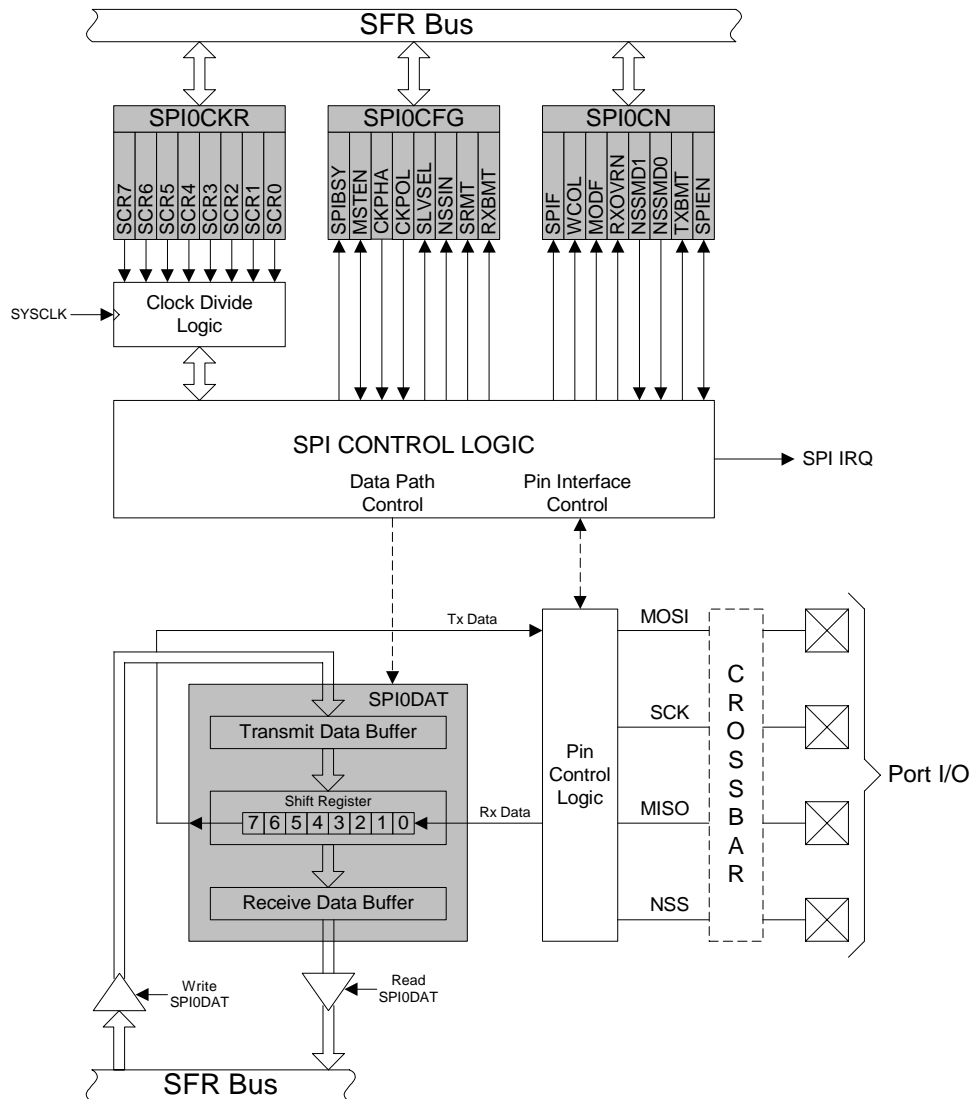 SFR Bus
SPI0CKR
SPI0CFG
SPI0CN
SCR7
SCR6
SCR5
SCR4
SCR3
SCR2
SCR1
SCR0
SPIBSY
MSTEN
CKPHA
CKPOL
SLVSEL
NSSIN
SRMT
RXBMT
SPIF
WCOL
MODF
RXOVRN
NSSMD1
NSSMD0
TXBMT
SPIEN
SYSCLK
Clock Divide
Logic
SPI CONTROL LOGIC
SPI IRQ
Data Path
Control
Pin Interface
Control
Tx Data
MOSI
SPI0DAT
Transmit Data Buffer
SCK
Shift Register
7 6 5 4 3 2 1 0
Rx Data
Pin
Control
Logic
MISO
Receive Data Buffer
NSS
CROSSBAR
Port I/O
Write
SPI0DAT
Read
SPI0DAT
SFR Bus